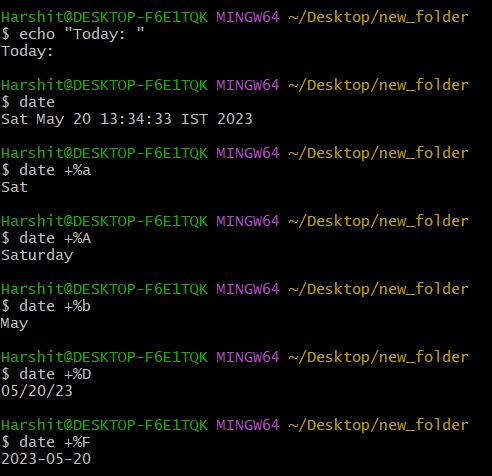 Harshit@DESKTOP-F6E1TQK MINGW64 ~/Desktop/new_folder
$ echo "Today: "
Today:
Harshit@DESKTOP-F6E1TQK MINGW64 ~/Desktop/new_folder
$ date
Sat May 20 13:34:33 IST 2023
Harshit@DESKTOP-F6E1TQK MINGW64 ~/Desktop/new_folder
$ date +%a
Sat
Harshit@DESKTOP-F6E1TQK MINGW64 ~/Desktop/new_folder
$ date +%A
Saturday
Harshit@DESKTOP-F6E1TQK MINGW64 ~/Desktop/new_folder
$ date +%b
May
Harshit@DESKTOP-F6E1TQK MINGW64 ~/Desktop/new_folder
$ date +%D
05/20/23
Harshit@DESKTOP-F6E1TQK MINGW64 ~/Desktop/new_folder
$ date +%F
2023-05-20